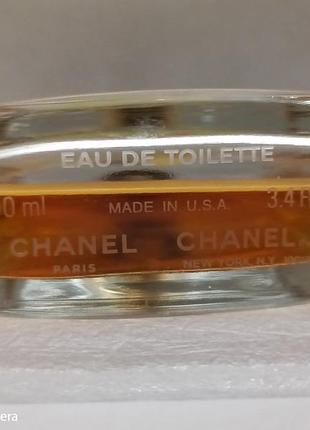 EAU DE TOILETTE
0 ml MADE IN U.S.A. 3.4 F
CHANEL CHANEL
PARIS NEW YORK N.Y.
era